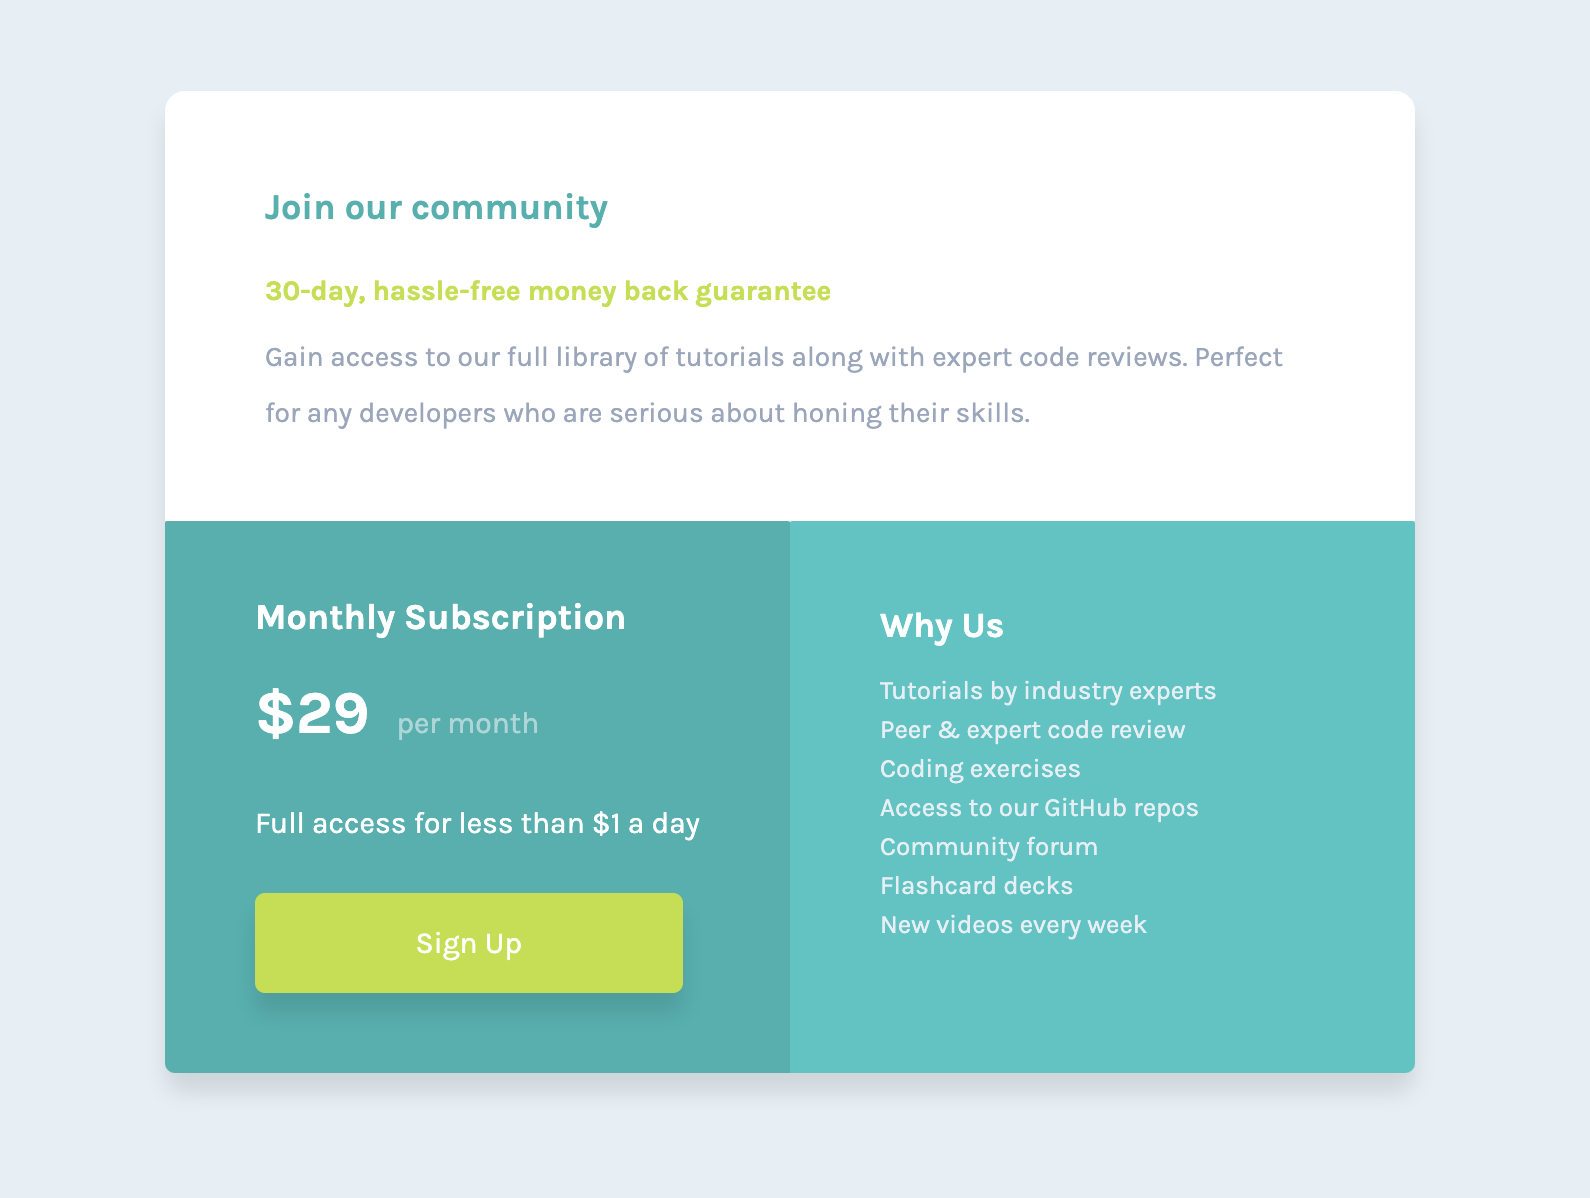 Join our community
30-day, hassle-free money back guarantee
Gain access to our full library of tutorials along with expert code reviews. Perfect
for any developers who are serious about honing their skills.
Monthly Subscription
$29 per month
Full access for less than $1 a day
Sign Up
Why Us
Tutorials by industry experts
Peer & expert code review
Coding exercises
Access to our GitHub repos
Community forum
Flashcard decks
New videos every week